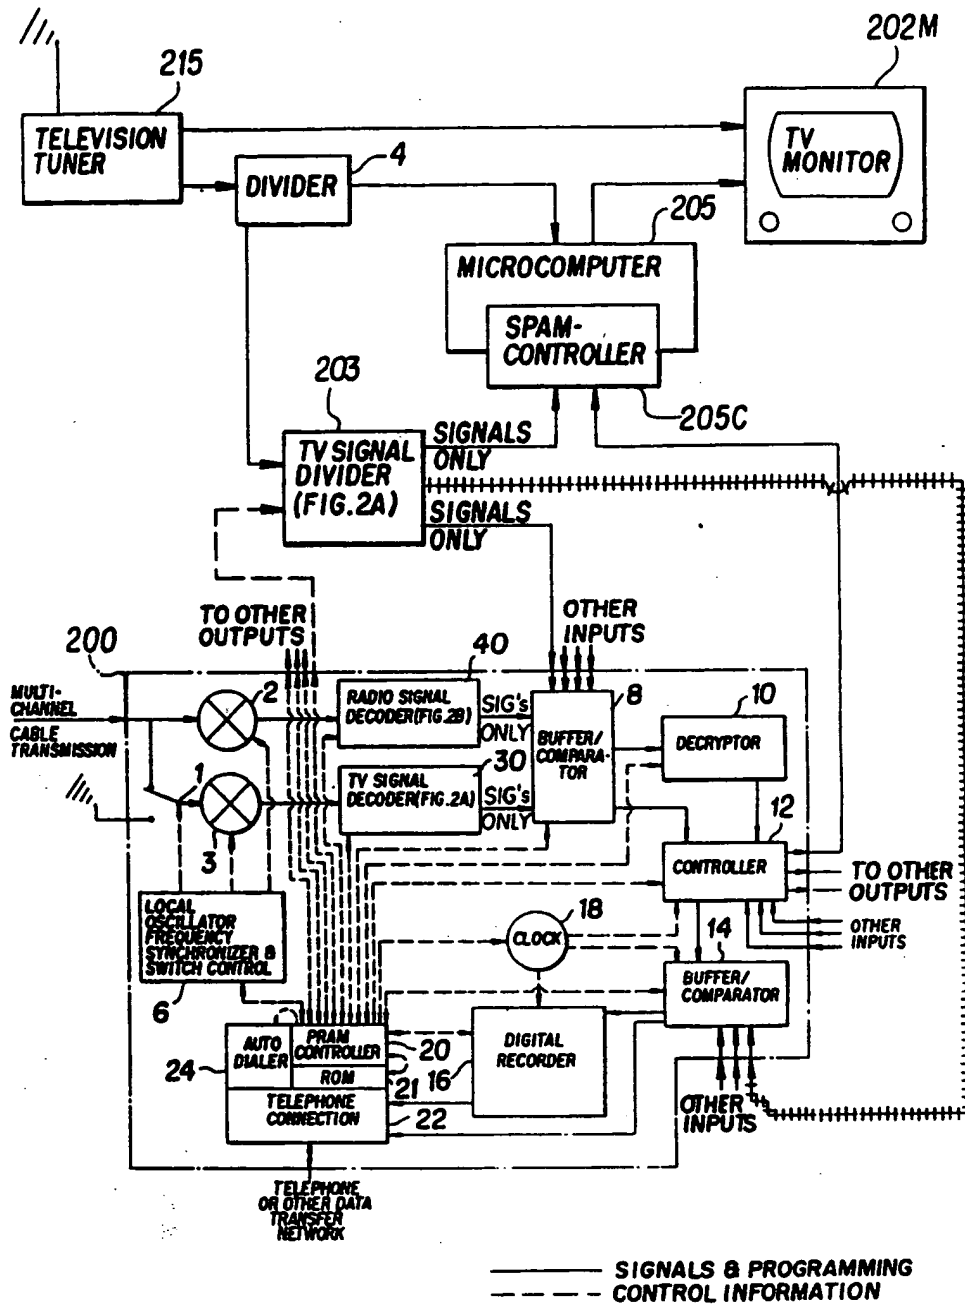 202M
215
TELEVISION
TUNER
4
DIVIDER
TV
MONITOR
205
MICROCOMPUTER
SPAM-
CONTROLLER
203
205C
TV SIGNAL
DIVIDER
(FIG.2A)
SIGNALS
ONLY
SIGNALS
ONLY
TO OTHER
OUTPUTS
OTHER
INPUTS
200
MULTI-
CHANNEL
CABLE
TRANSMISSION
2
40
RADIO SIGNAL
DECODER(FIG.2B)
SIG's
ONLY
8
BUFFER/
COMPARA-
TOR
10
DECRYPTOR
1
3
30
TV SIGNAL
DECODER(FIG.2A)
SIG's
ONLY
12
CONTROLLER
TO OTHER
OUTPUTS
OTHER
INPUTS
LOCAL
OSCILLATOR
FREQUENCY
SYNCHRONIZER &
SWITCH CONTROL
6
18
CLOCK
14
BUFFER/
COMPARATOR
AUTO
DIALER
24
PRAM
CONTROLLER
20
ROM
21
16
DIGITAL
RECORDER
TELEPHONE
CONNECTION
22
OTHER
INPUTS
TELEPHONE
OR OTHER DATA
TRANSFER
NETWORK
SIGNALS & PROGRAMMING
CONTROL INFORMATION